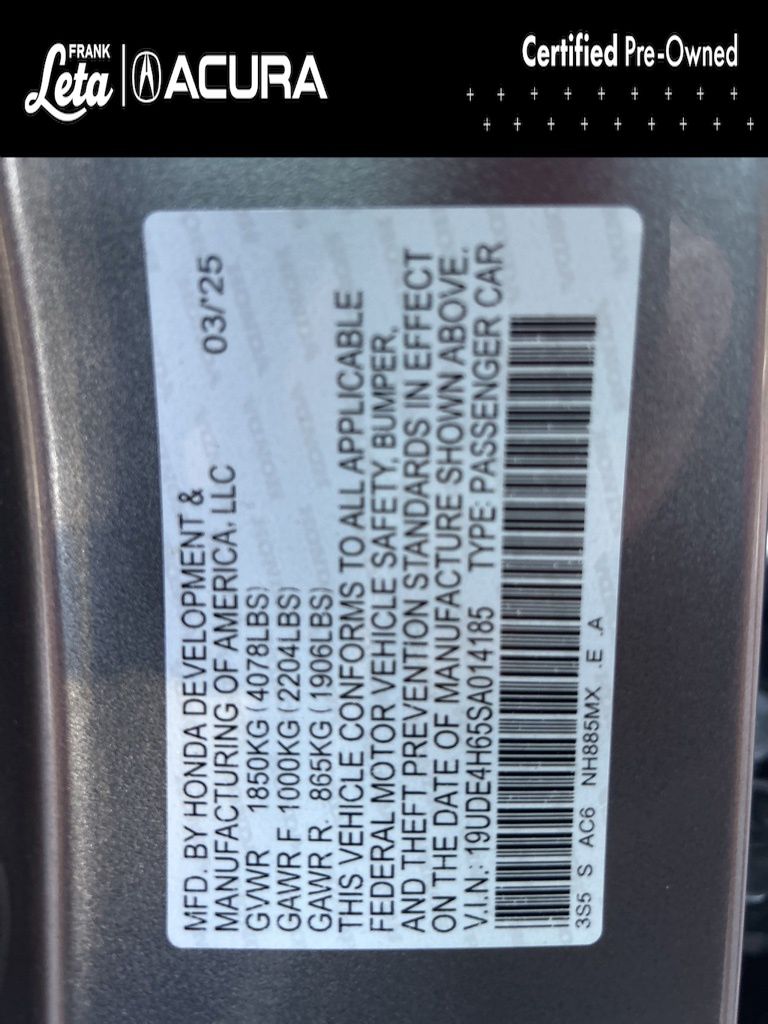 FRANK
Leta
ACURA
Certified Pre-Owned
MFD. BY HONDA DEVELOPMENT &
MANUFACTURING OF AMERICA, LLC
03/'25
GVWR 1850KG (4078LBS)
GAWR F. 1000KG (2204LBS)
GAWR R. 865KG (1906LBS)
THIS VEHICLE CONFORMS TO ALL APPLICABLE
FEDERAL MOTOR VEHICLE SAFETY, BUMPER,
AND THEFT PREVENTION STANDARDS IN EFFECT
ON THE DATE OF MANUFACTURE SHOWN ABOVE.
V.I.N.: 19UDE4H65SA014185 TYPE: PASSENGER CAR
3S5 S AC6 NH885MX .E .A